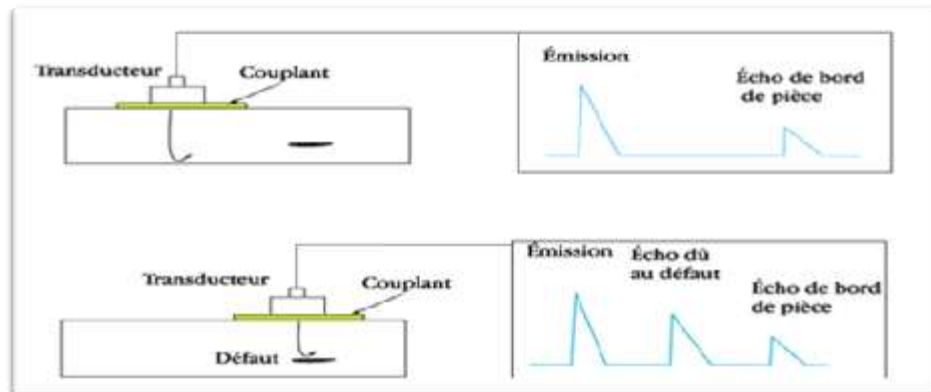 Émission
Transducteur
Couplant
Écho de bord
de pièce
Émission
Écho dû
au défaut
Transducteur
Couplant
Écho de bord
de pièce
Défaut